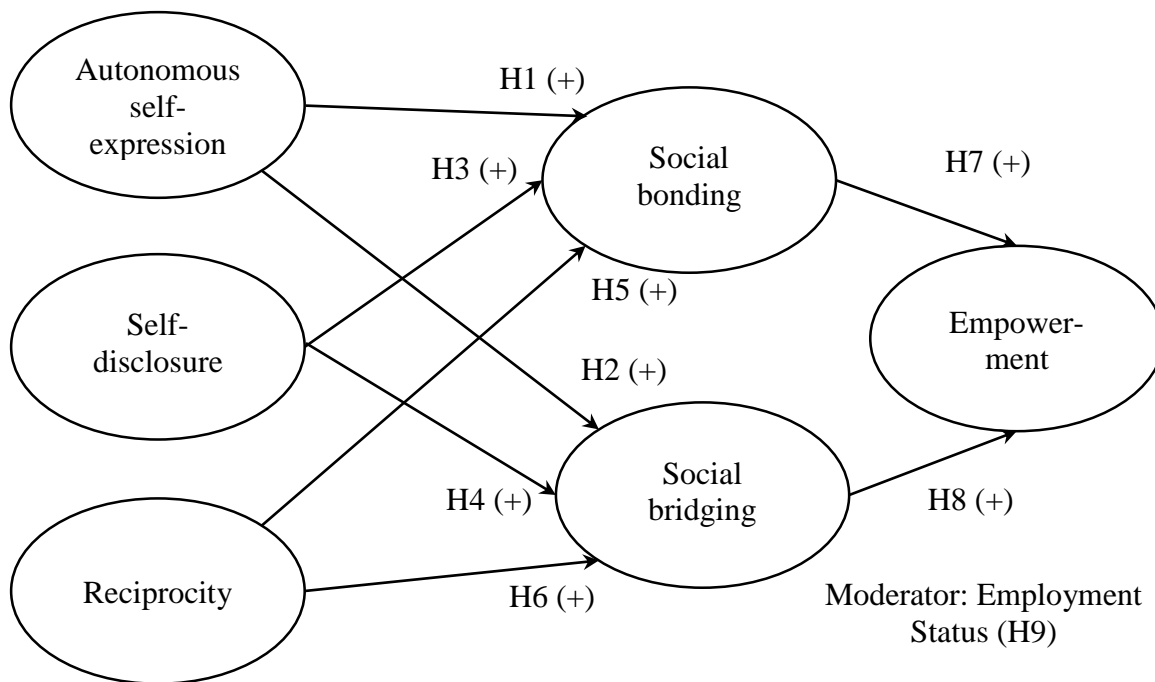 Autonomous
self-
expression
H1 (+)
H3 (+)
Social
bonding
H7 (+)
Self-
disclosure
H5 (+)
H2 (+)
Empower-
ment
Social
bridging
H4 (+)
H8 (+)
Reciprocity
H6 (+)
Moderator: Employment
Status (H9)